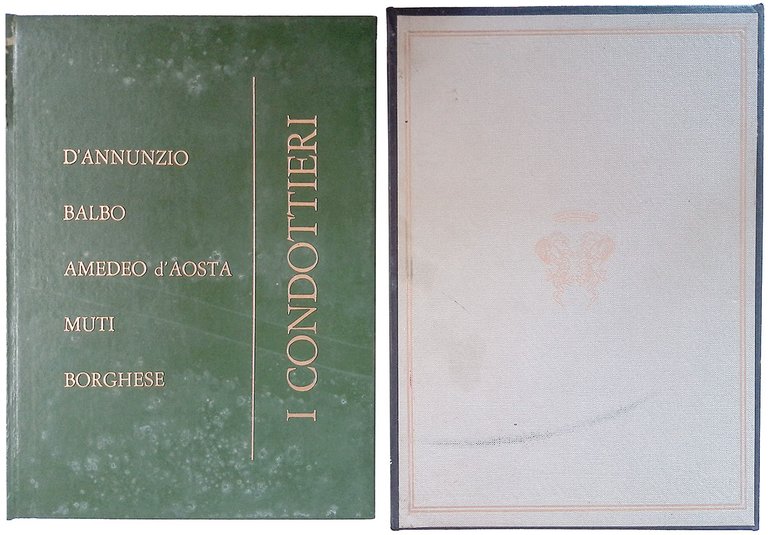 D'ANNUNZIO
BALBO
AMEDEO d'AOSTA
MUTI
BORGHESE
I CONDOTTIERI